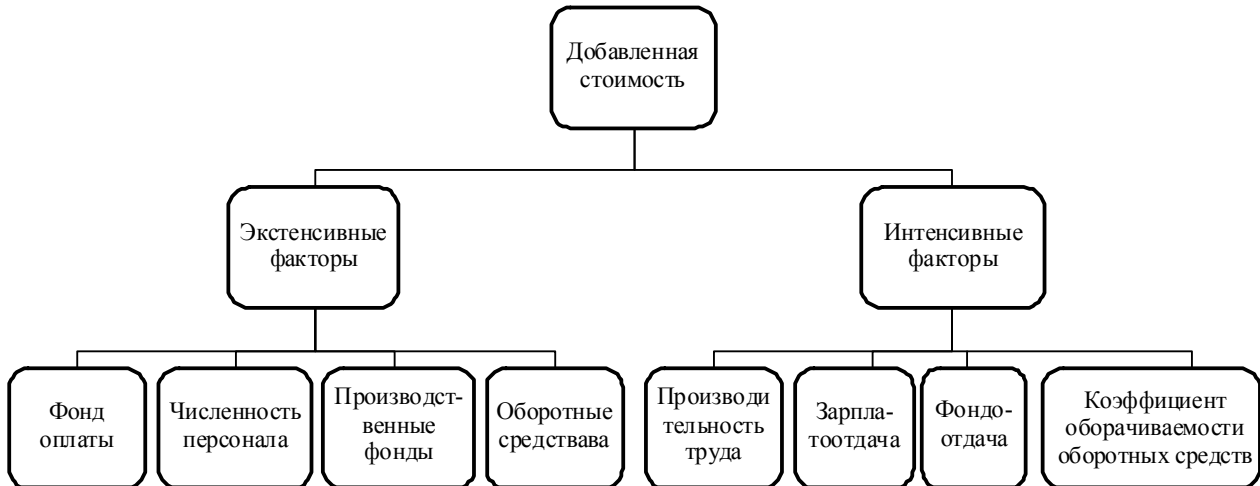 Добавленная
стоимость
Экстенсивные
факторы
Интенсивные
факторы
Фонд
оплаты
Численность
персонала
Производст-
венные
фонды
Оборотные
средствава
Производи
тельность
труда
Зарпла-
тоотдача
Фондо-
отдача
Коэффициент
оборачиваемости
оборотных средств